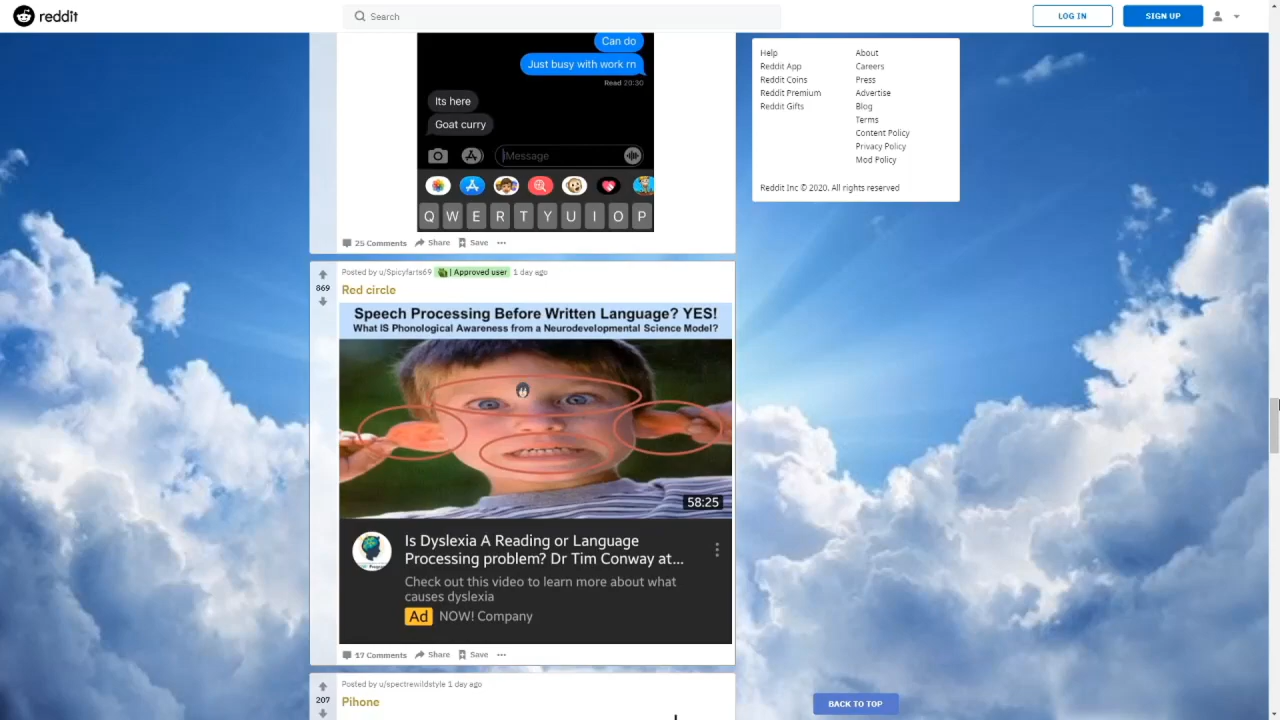 reddit
Search
LOG IN
SIGN UP
Can do
Just busy with work rn
Read 20:30
Its here
Goat curry
Message
Q W E R T Y U I O P
25 Comments
Share
Save
Help
About
Reddit App
Careers
Reddit Coins
Press
Reddit Premium
Advertise
Reddit Gifts
Blog
Terms
Content Policy
Privacy Policy
Mod Policy
Reddit Inc © 2020. All rights reserved
Posted by u/Spicyfarts69 | Approved user 1 day ago
869
Red circle
Speech Processing Before Written Language? YES!
What IS Phonological Awareness from a Neurodevelopmental Science Model?
58:25
Is Dyslexia A Reading or Language
Processing problem? Dr Tim Conway at...
Check out this video to learn more about what
causes dyslexia
Ad NOW! Company
17 Comments
Share
Save
Posted by u/spectrewildstyle 1 day ago
207
Pihone
BACK TO TOP